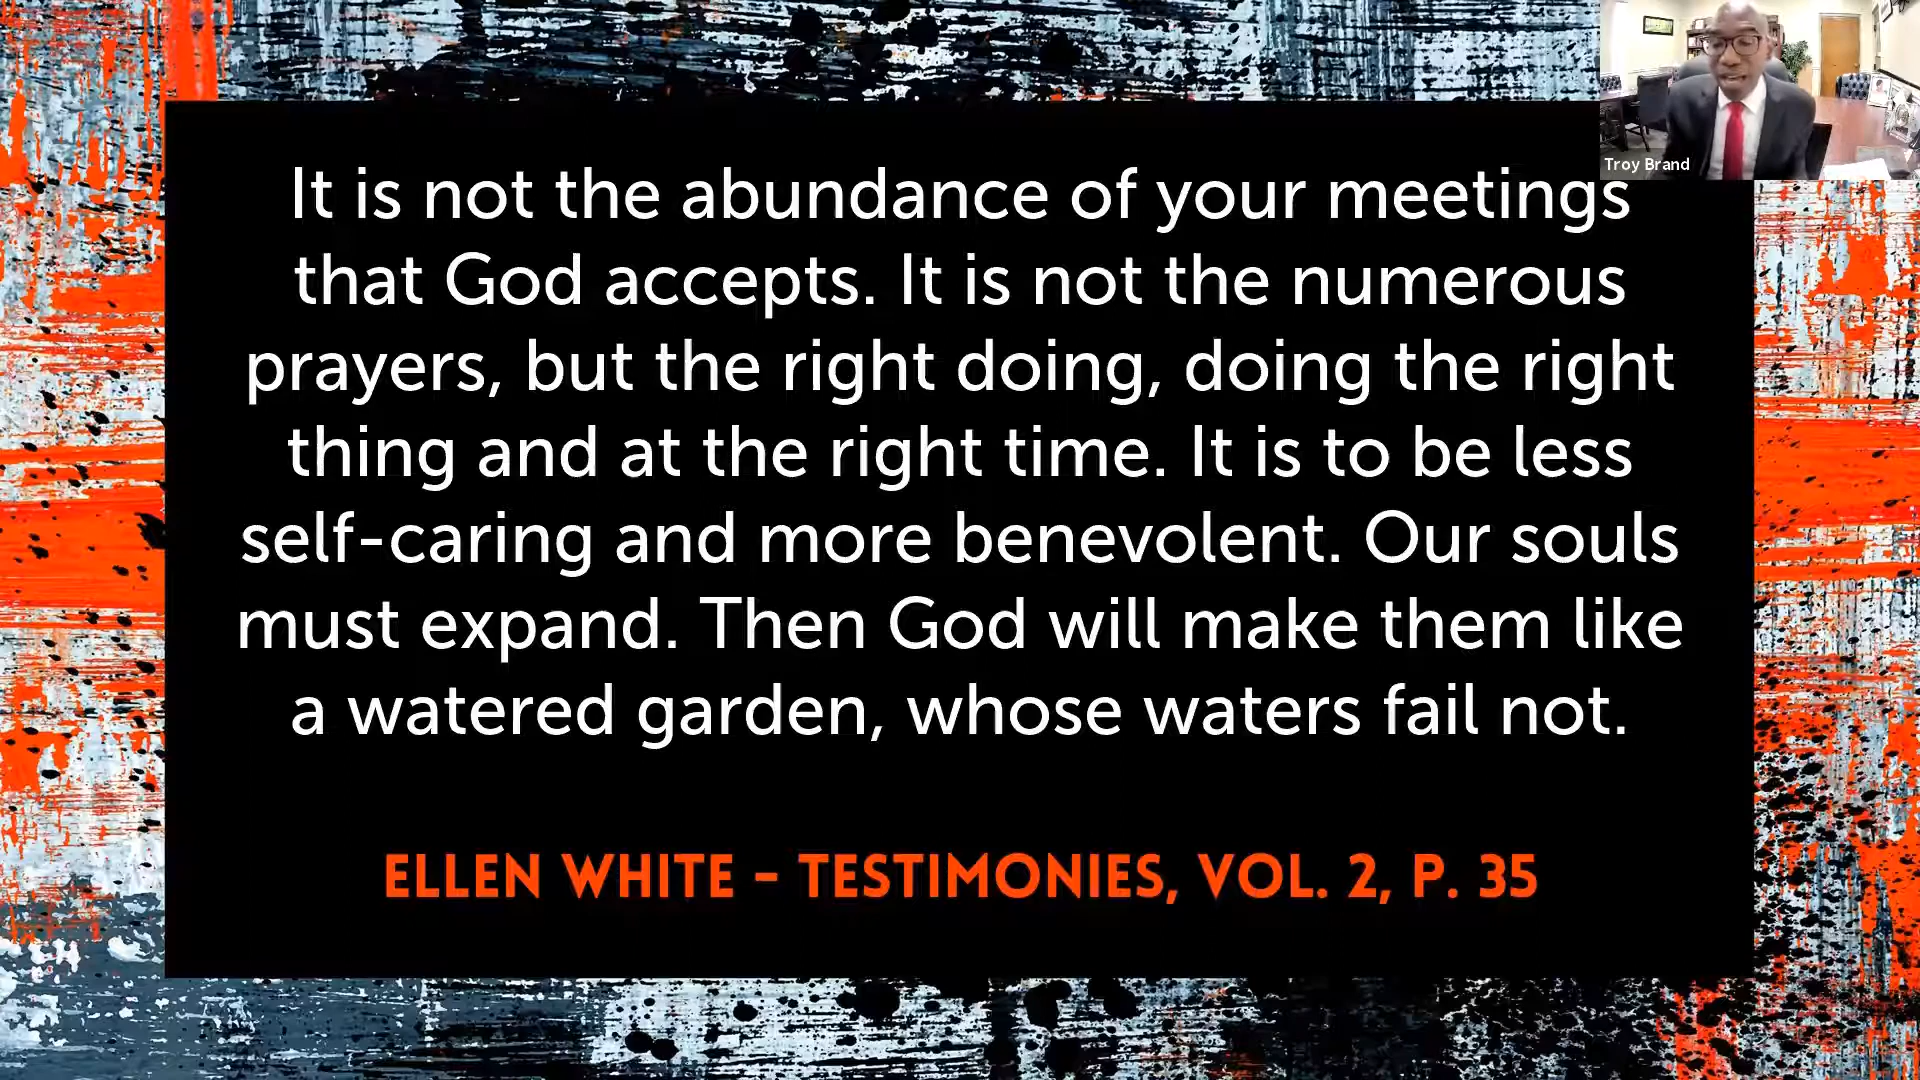 Troy Brand
It is not the abundance of your meetings
that God accepts. It is not the numerous
prayers, but the right doing, doing the right
thing and at the right time. It is to be less
self-caring and more benevolent. Our souls
must expand. Then God will make them like
a watered garden, whose waters fail not.
ELLEN WHITE - TESTIMONIES, VOL. 2, P. 35